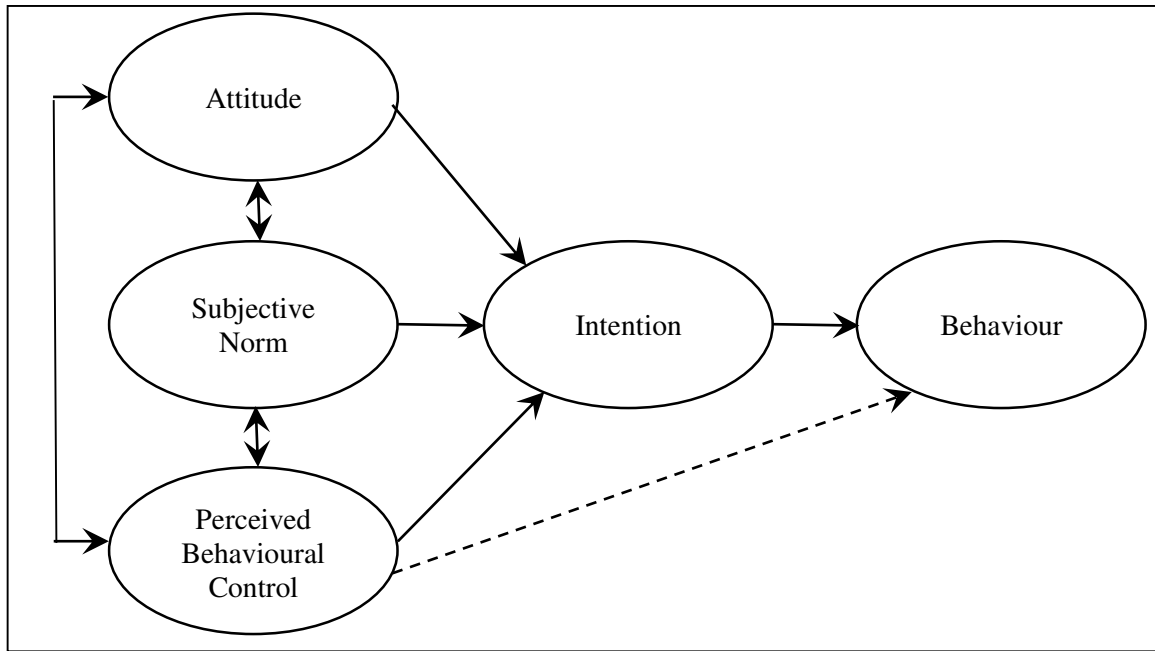 Attitude
Subjective
Norm
Intention
Behaviour
Perceived
Behavioural
Control